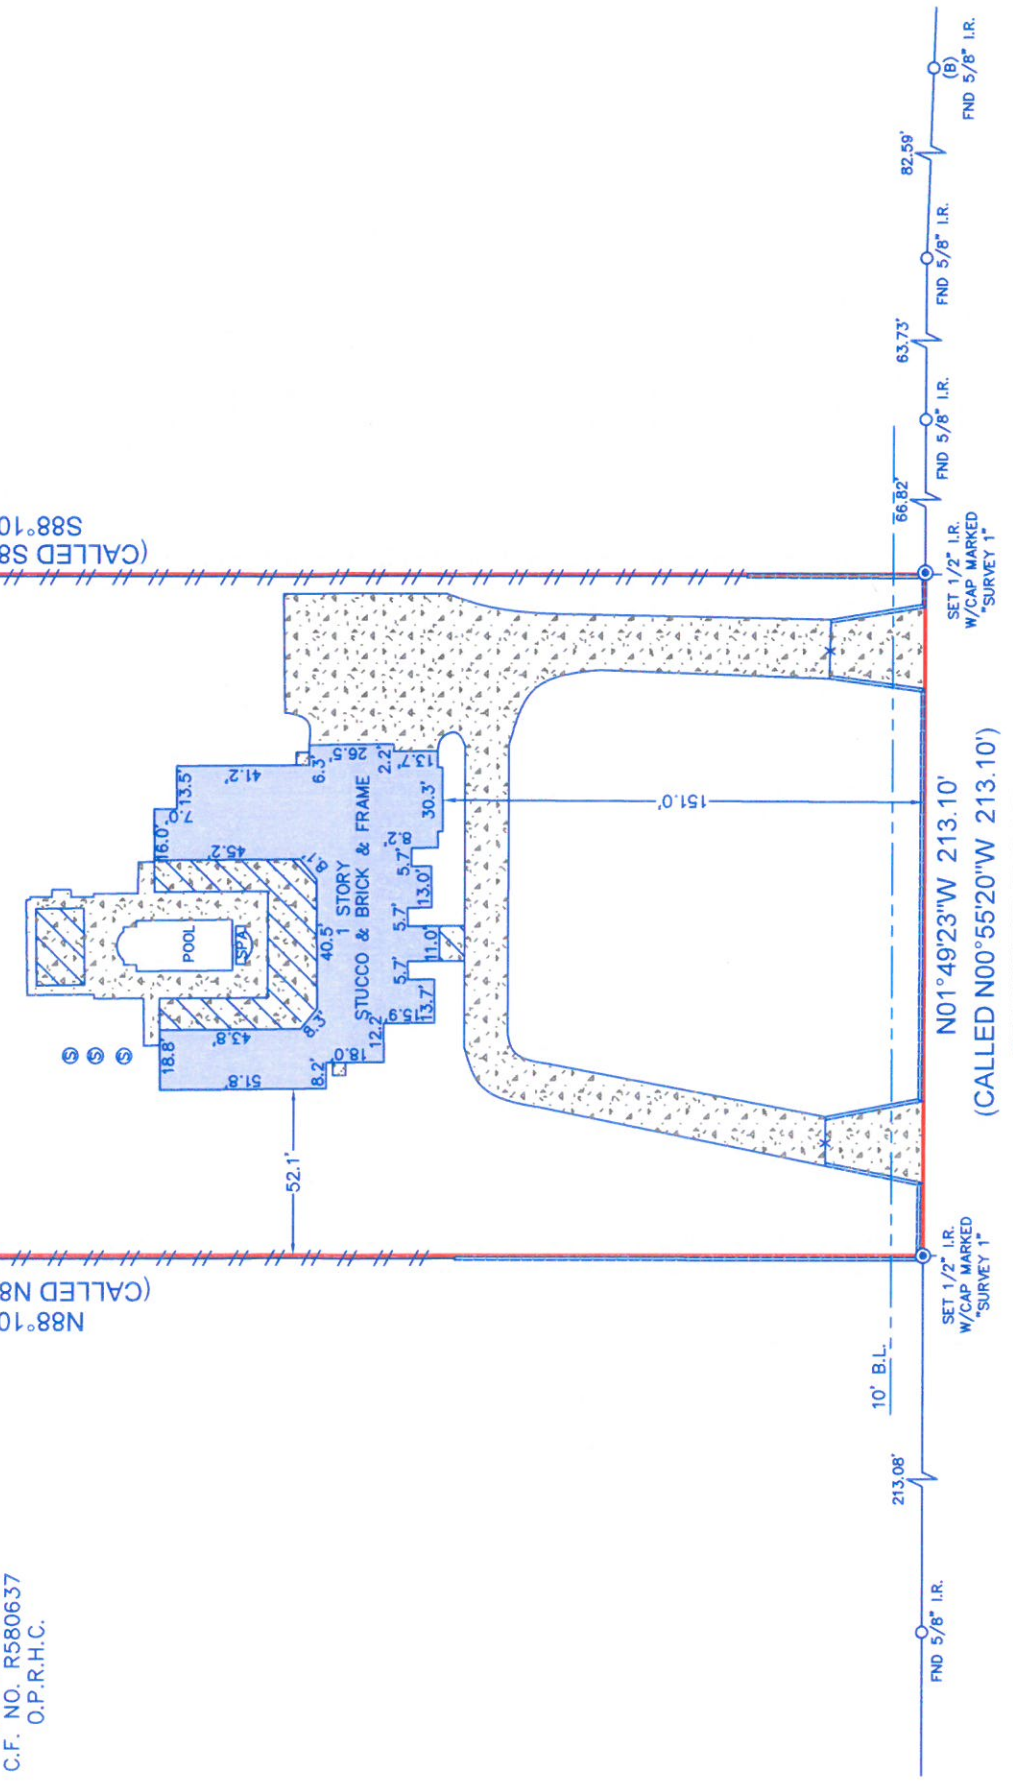 C.F. NO. R580637
O.P.R.H.C.
N88°10
(CALLED N8
S88°10
(CALLED S8
S
S
S
POOL
SPA
18.8'
43.8'
51.8'
8.3'
8.2'
18.0'
12.2'
15.9
13.7'
5.7'
11.0'
5.7'
13.0'
5.7'
8.2'
30.3'
13.7'
2.2'
26.5'
6.3'
41.2'
13.5'
7.0'
16.0'
45.2'
8.7'
40.5'
1 STORY
STUCCO & BRICK & FRAME
52.1'
151.0'
10' B.L.
213.08'
66.82'
63.73'
82.59'
FND 5/8" I.R.
SET 1/2" I.R.
W/CAP MARKED
"SURVEY 1"
N01°49'23"W 213.10'
(CALLED N00°55'20"W 213.10')
SET 1/2" I.R.
W/CAP MARKED
"SURVEY 1"
FND 5/8" I.R.
FND 5/8" I.R.
(B)
FND 5/8" I.R.